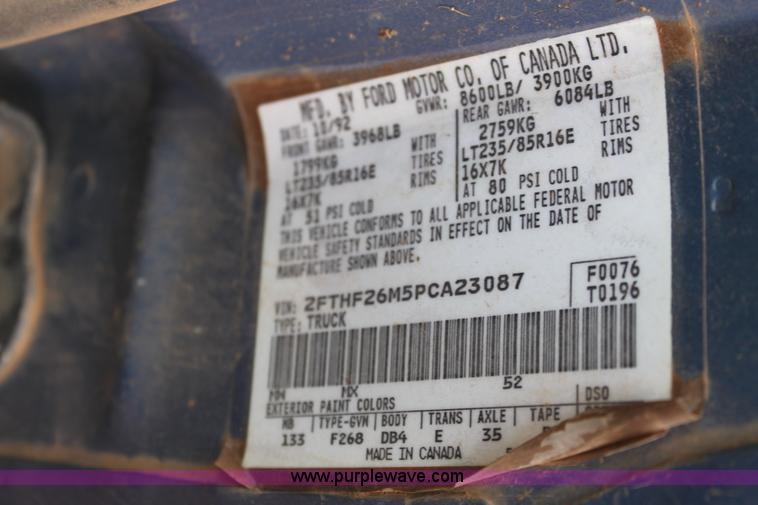 MFD. BY FORD MOTOR CO. OF CANADA LTD.
DATE: 10/92 GVWR: 8600LB/ 3900KG
FRONT GAWR: 3968LB
1799KG WITH
LT235/85R16E TIRES
16X7K RIMS
AT 51 PSI COLD
REAR GAWR: 6084LB
2759KG WITH
LT235/85R16E TIRES
16X7K RIMS
AT 80 PSI COLD
THIS VEHICLE CONFORMS TO ALL APPLICABLE FEDERAL MOTOR
VEHICLE SAFETY STANDARDS IN EFFECT ON THE DATE OF
MANUFACTURE SHOWN ABOVE.
VIN: 2FTHF26M5PCA23087
TYPE: TRUCK
F0076
T0196
MX 52
EXTERIOR PAINT COLORS DSO
WB TYPE-GVW BODY TRANS AXLE TAPE
133 F268 DB4 E 35
MADE IN CANADA
www.purplewave.com